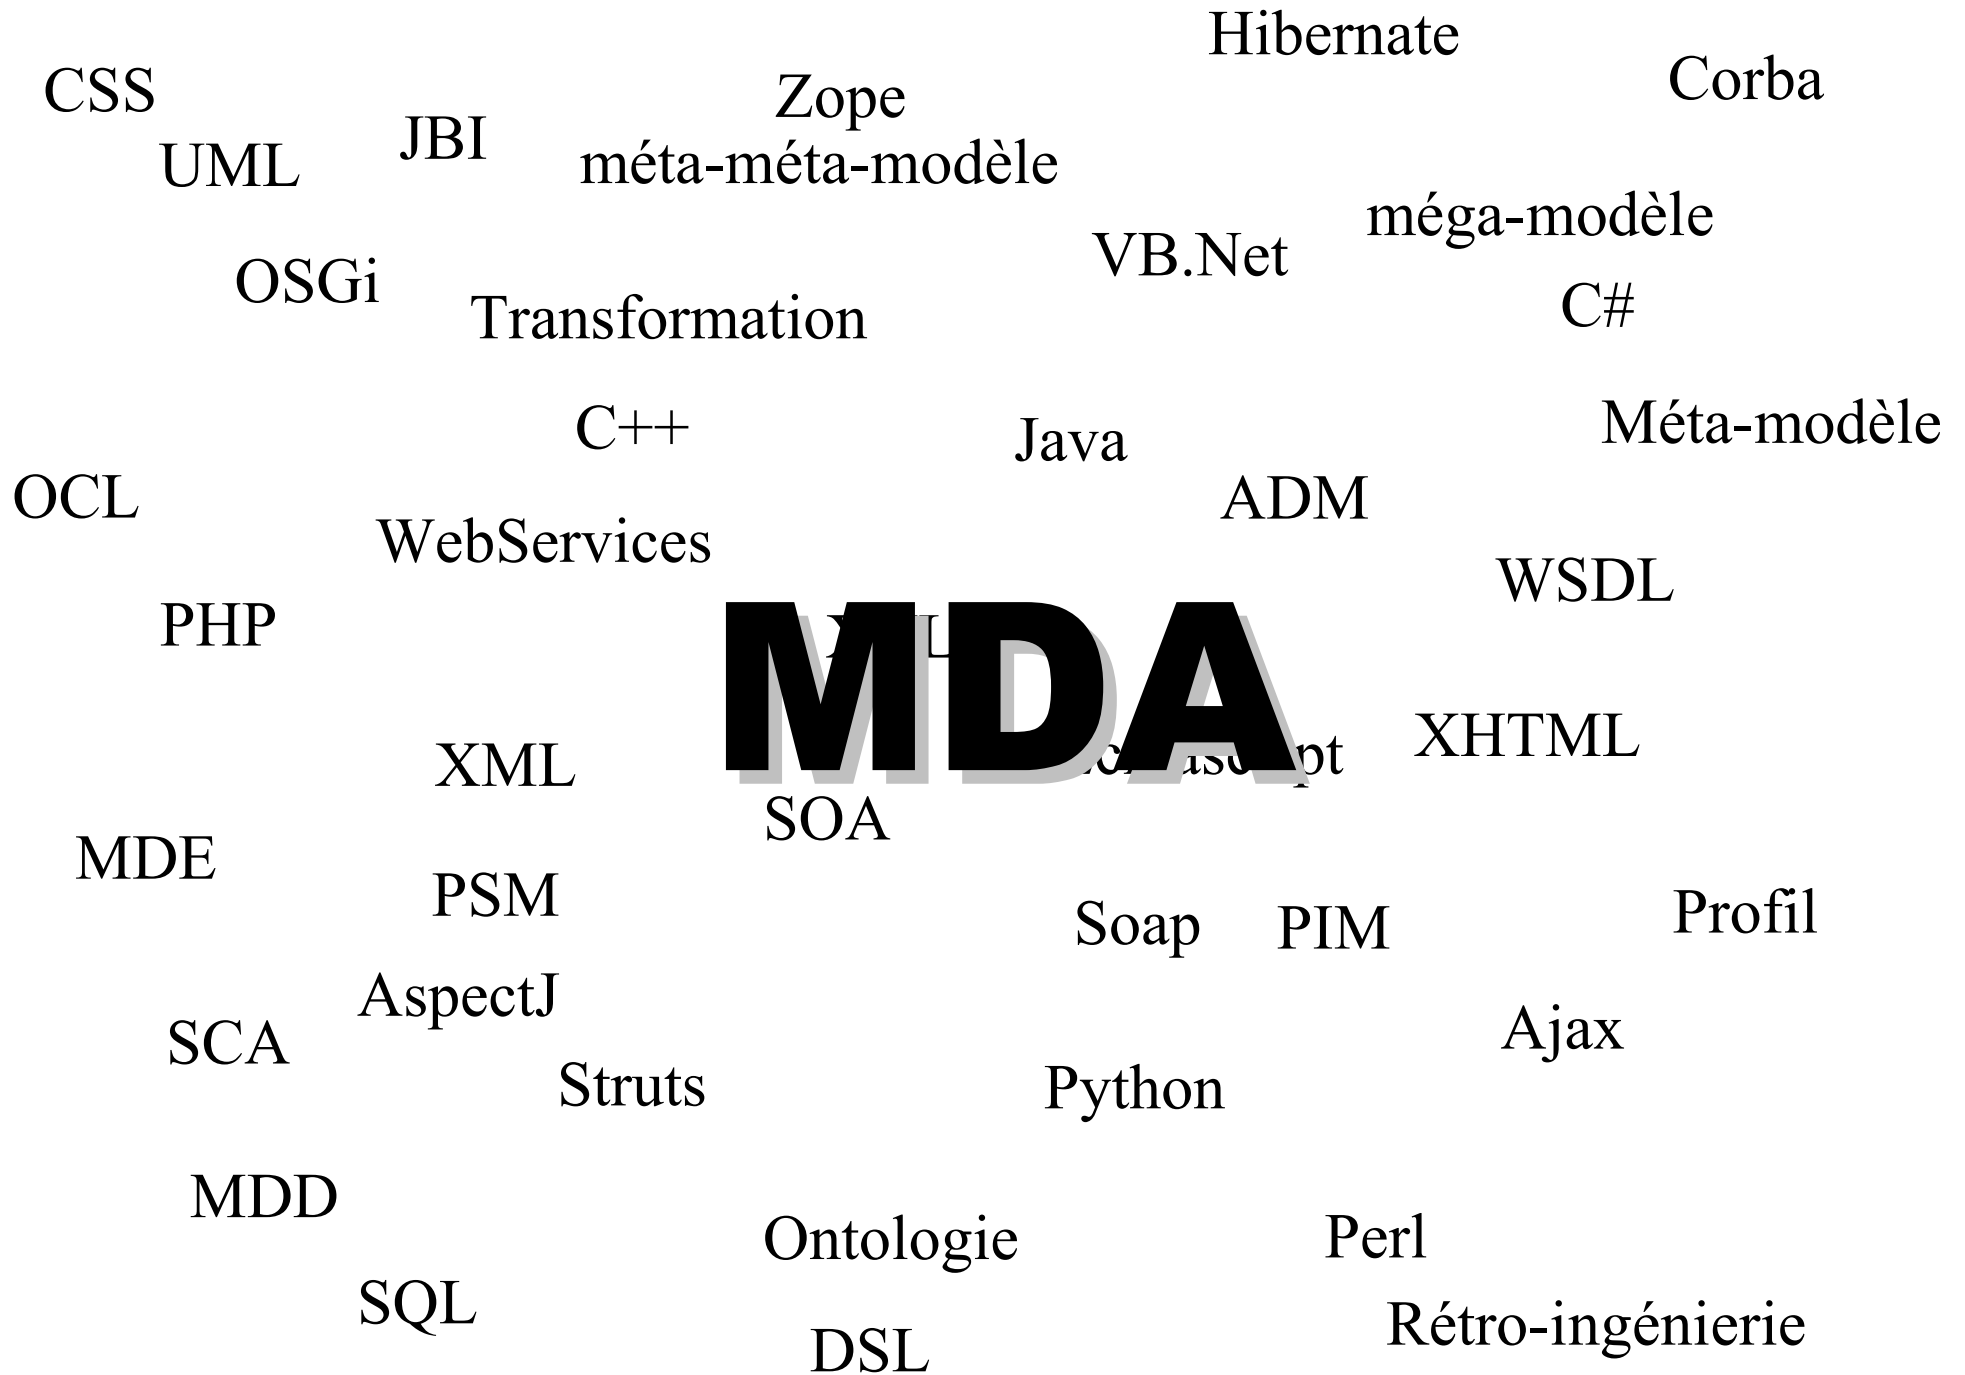 Hibernate
Corba
CSS
Zope
JBI
UML
méta-méta-modèle
méga-modèle
VB.Net
OSGi
C#
Transformation
Méta-modèle
C++
Java
OCL
ADM
WebServices
WSDL
PHP
MDA
XHTML
XML
SOA
MDE
PSM
Profil
Soap
PIM
AspectJ
Ajax
SCA
Struts
Python
MDD
Ontologie
Perl
SQL
Rétro-ingénierie
DSL